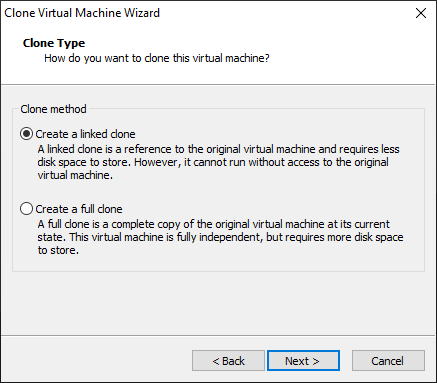 Clone Virtual Machine Wizard
Clone Type
How do you want to clone this virtual machine?
Clone method
Create a linked clone
A linked clone is a reference to the original virtual machine and requires less
disk space to store. However, it cannot run without access to the original
virtual machine.
Create a full clone
A full clone is a complete copy of the original virtual machine at its current
state. This virtual machine is fully independent, but requires more disk space
to store.
< Back
Next >
Cancel